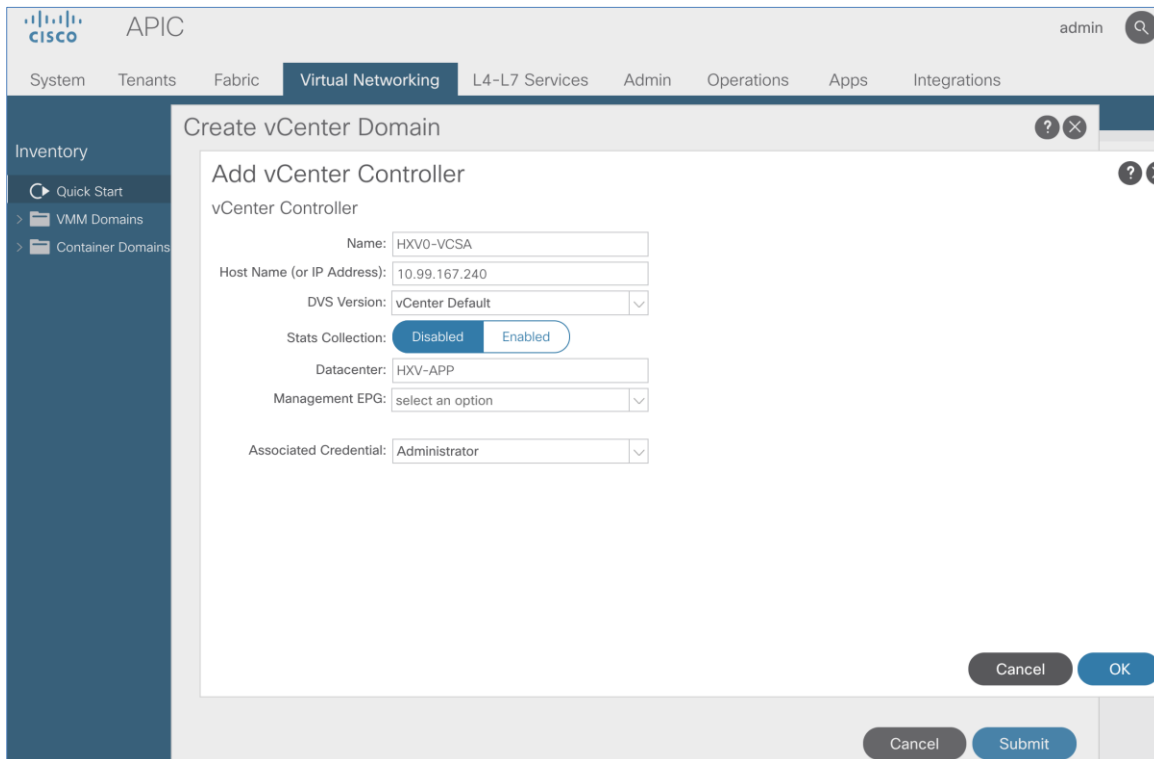 CISCO APIC admin
System Tenants Fabric Virtual Networking L4-L7 Services Admin Operations Apps Integrations
Create vCenter Domain
Inventory
Quick Start
VMM Domains
Container Domains
Add vCenter Controller
vCenter Controller
Name: HXV0-VCSA
Host Name (or IP Address): 10.99.167.240
DVS Version: vCenter Default
Stats Collection: Disabled Enabled
Datacenter: HXV-APP
Management EPG: select an option
Associated Credential: Administrator
Cancel OK
Cancel Submit